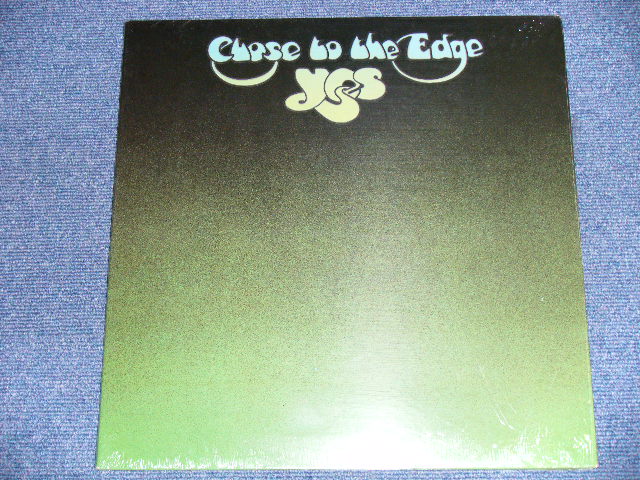 Close to the Edge
yes